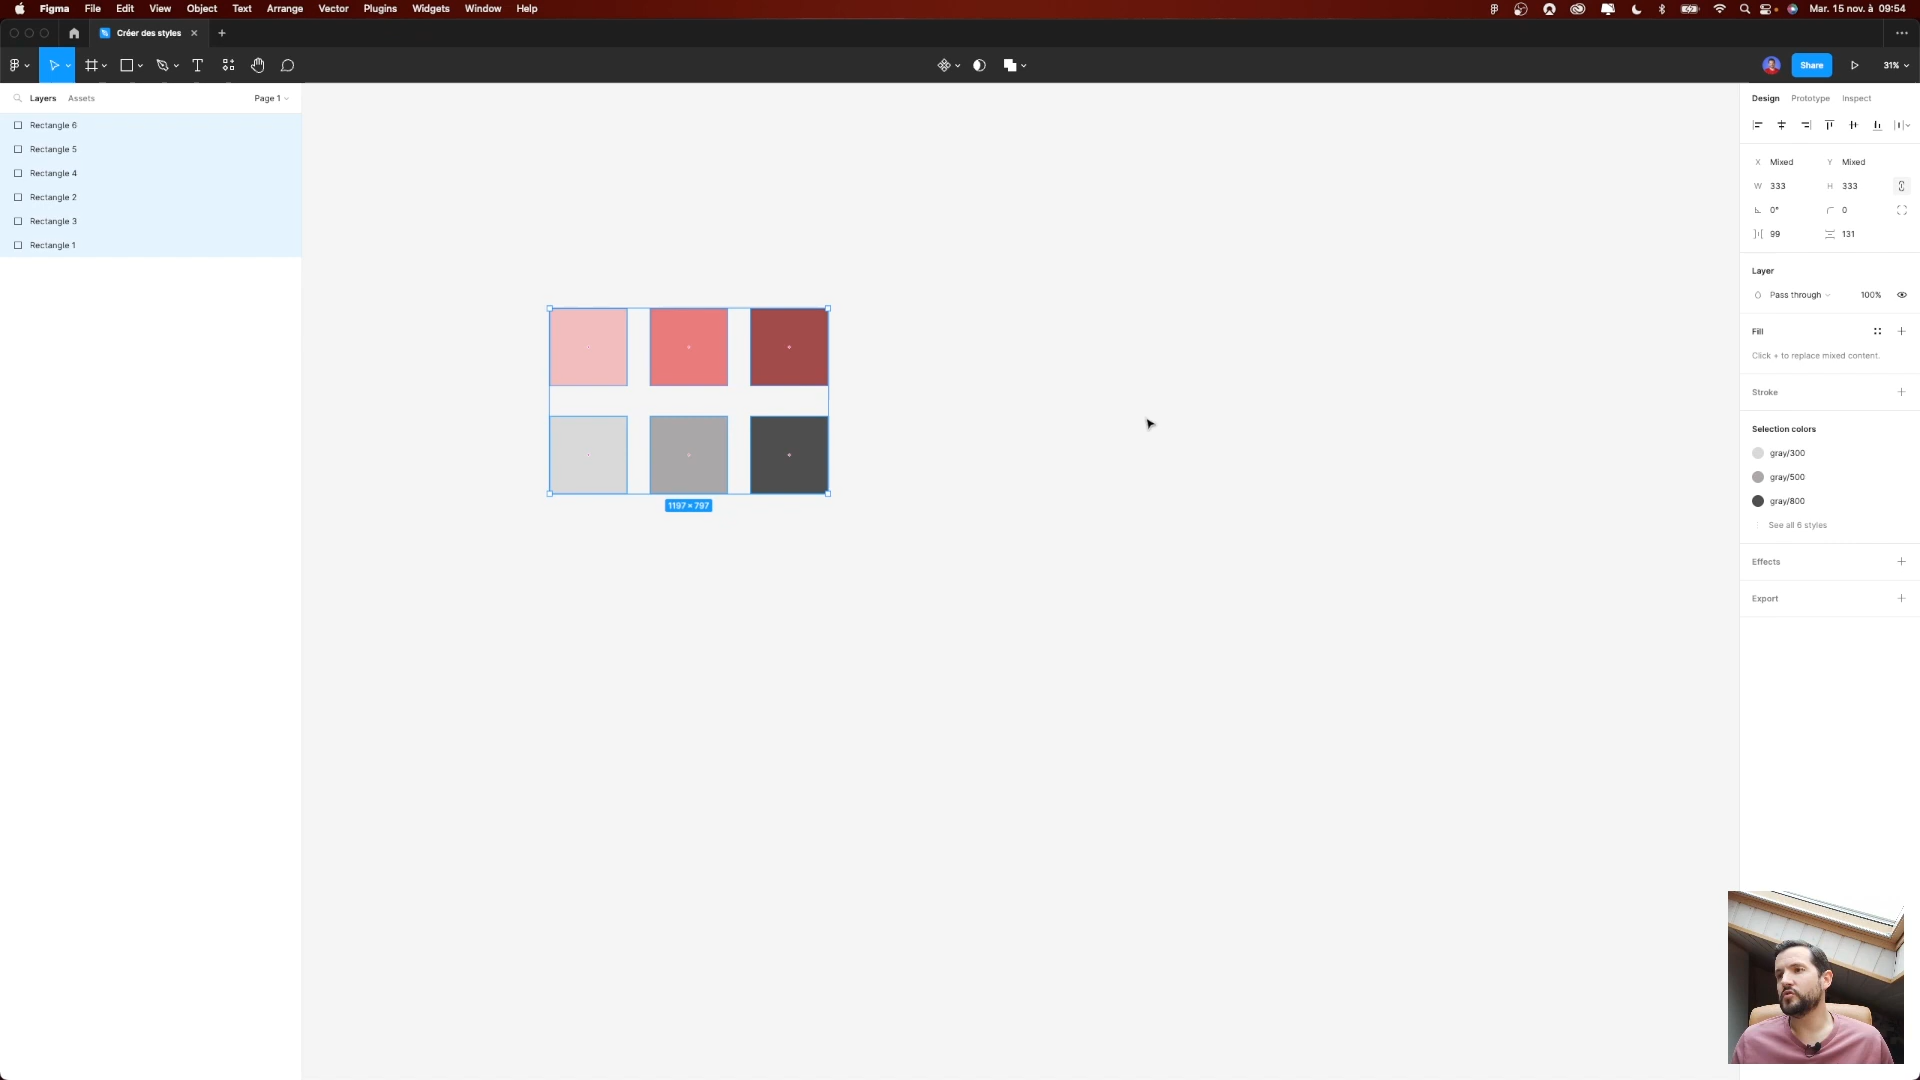 Figma File Edit View Object Text Arrange Vector Plugins Widgets Window Help Mar. 15 nov. à 09:54
Créer des styles
Share 31%
Layers Assets Page 1
Rectangle 6
Rectangle 5
Rectangle 4
Rectangle 2
Rectangle 3
Rectangle 1
1197 × 797
Design Prototype Inspect
X Mixed Y Mixed
W 333 H 333
0° 0
99 131
Layer
Pass through 100%
Fill
Click + to replace mixed content.
Stroke
Selection colors
gray/300
gray/500
gray/800
See all 6 styles
Effects
Export